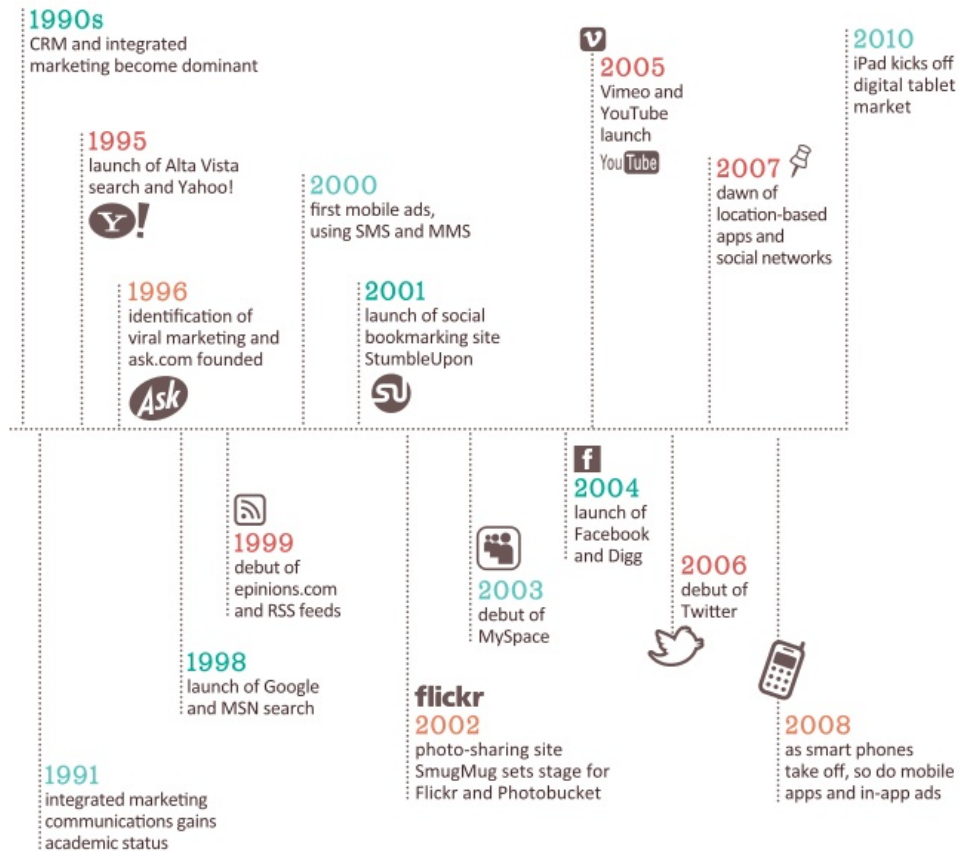 1990s
CRM and integrated
marketing become dominant
1995
launch of Alta Vista
search and Yahoo!
Y!
1996
identification of
viral marketing and
ask.com founded
Ask
2000
first mobile ads,
using SMS and MMS
2001
launch of social
bookmarking site
StumbleUpon
su
v
2005
Vimeo and
YouTube
launch
YouTube
2007
dawn of
location-based
apps and
social networks
2010
iPad kicks off
digital tablet
market
1991
integrated marketing
communications gains
academic status
1998
launch of Google
and MSN search
1999
debut of
epinions.com
and RSS feeds
flickr
2002
photo-sharing site
SmugMug sets stage for
Flickr and Photobucket
2003
debut of
MySpace
f
2004
launch of
Facebook
and Digg
2006
debut of
Twitter
2008
as smart phones
take off, so do mobile
apps and in-app ads